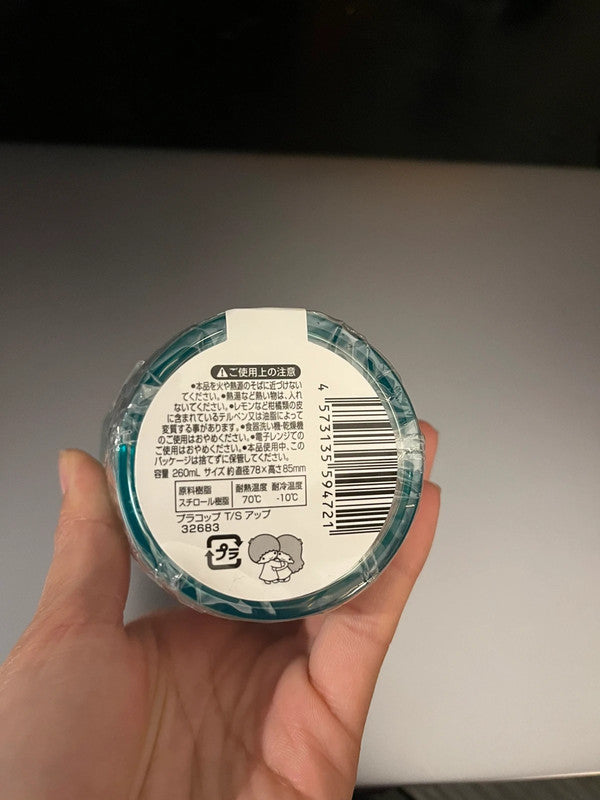 ⚠ご使用上の注意
●本品を火や熱源のそばに近づけない
でください。●熱湯など熱い物は、入れ
ないでください。●レモンなど柑橘類の皮
に含まれているテルペン又は油脂によって
変質する事があります。●食器洗い機・乾燥機
のご使用はおやめください。●電子レンジでの
ご使用はおやめください。●本品使用中、この
パッケージは捨てずに保管してください。
容量 260mL サイズ 約直径78×高さ85mm
原料樹脂 耐熱温度 耐冷温度
スチロール樹脂 70℃ -10℃
プラコップ T/S アップ
32683
プラ
4 573135 594721